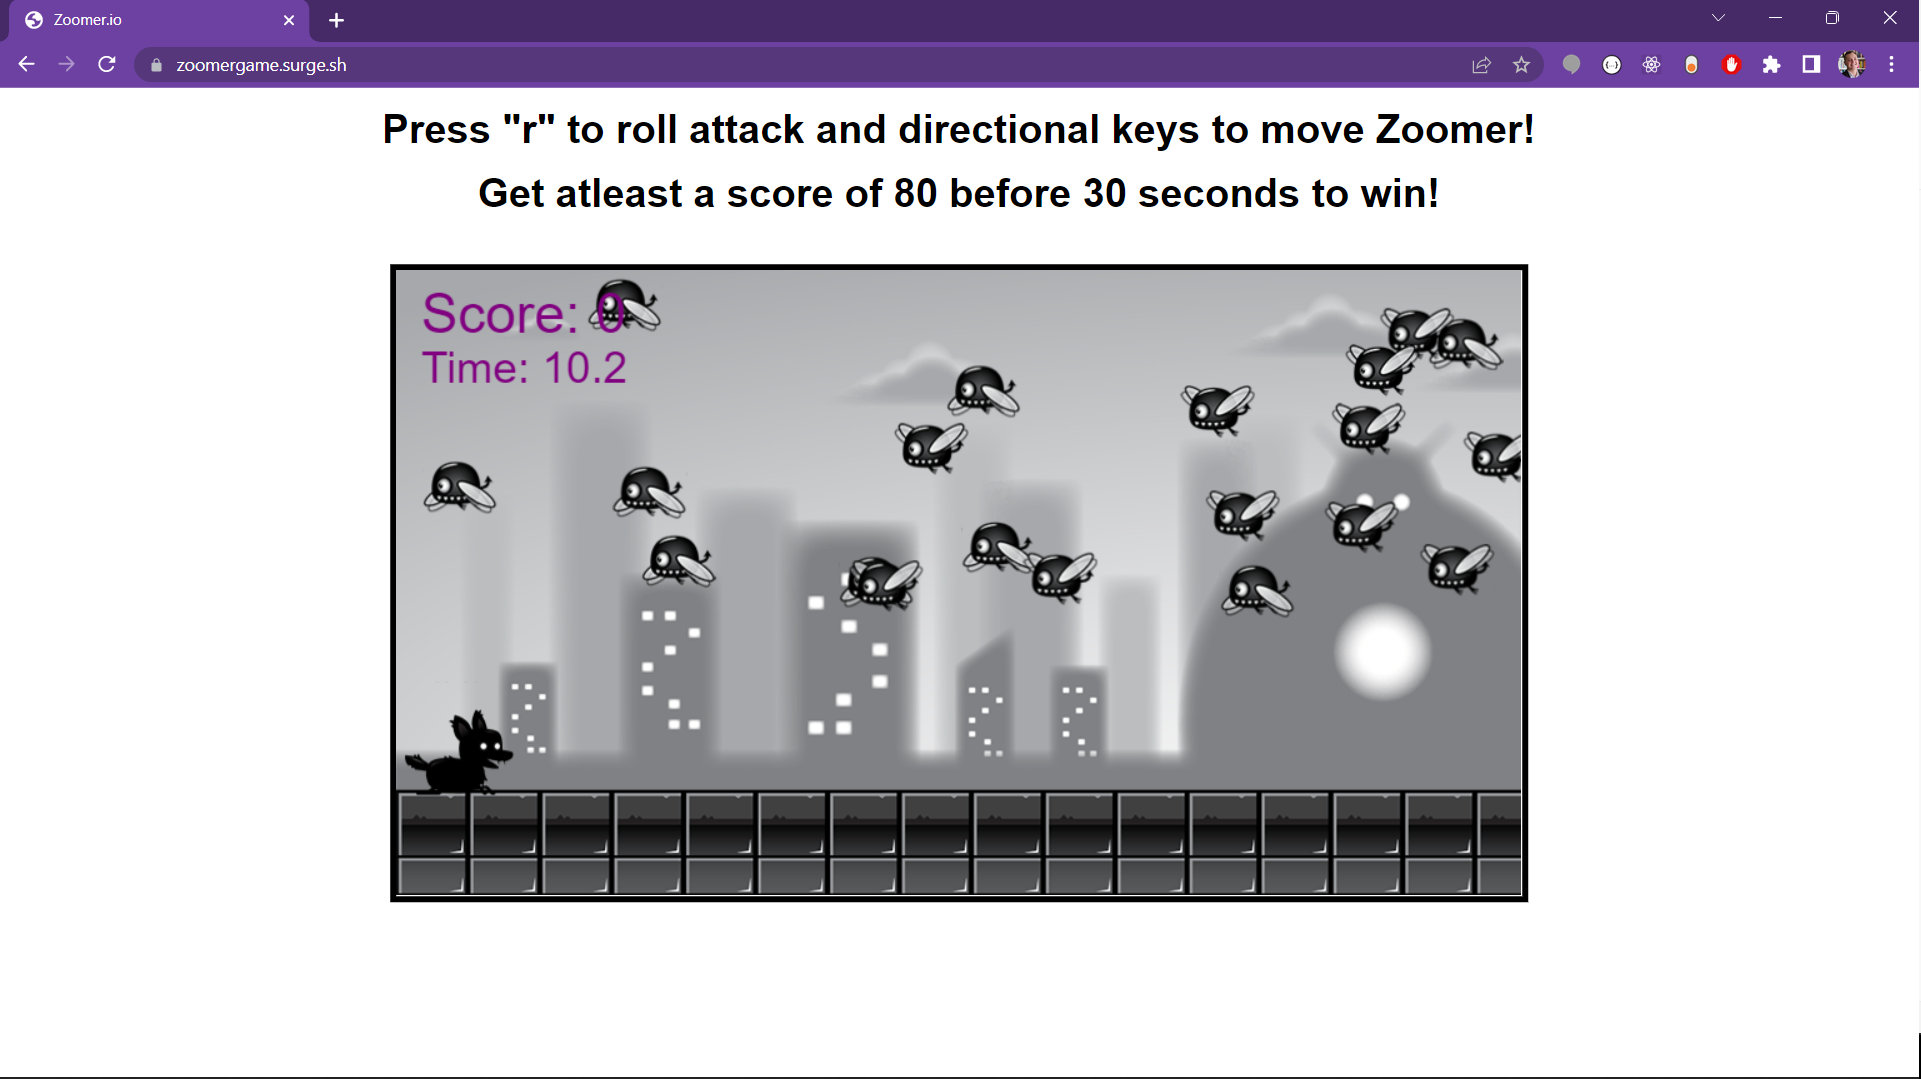 Zoomer.io
zoomergame.surge.sh
Press "r" to roll attack and directional keys to move Zoomer!
Get atleast a score of 80 before 30 seconds to win!
Score: 0
Time: 10.2